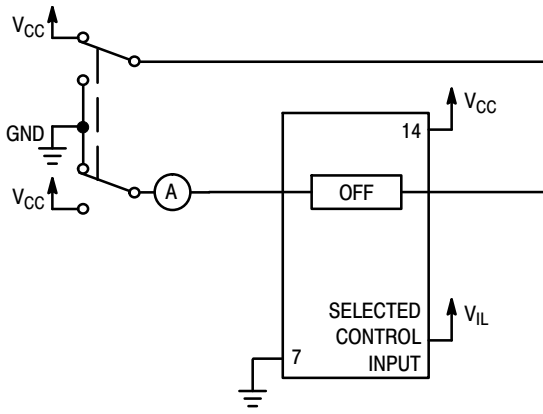 VCC
VCC
14
GND
A
OFF
VCC
SELECTED
CONTROL
INPUT
VIL
7